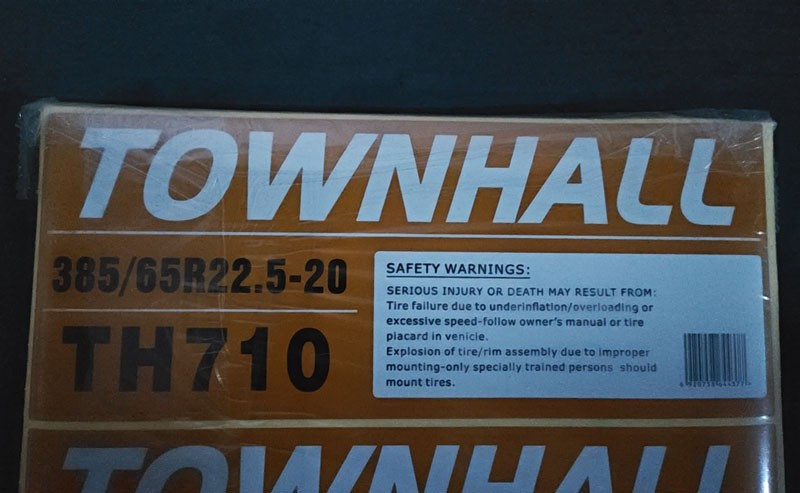 TOWNHALL
385/65R22.5-20
TH710
SAFETY WARNINGS:
SERIOUS INJURY OR DEATH MAY RESULT FROM:
Tire failure due to underinflation/overloading or
excessive speed-follow owner's manual or tire
placard in venicie.
Explosion of tire/rim assembly due to improper
mounting-only specially trained persons should
mount tires.
TOWNHALL